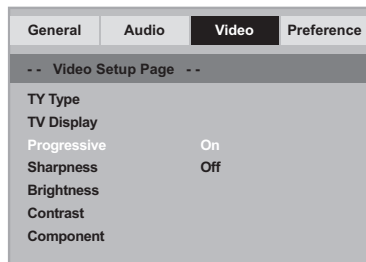 General Audio Video Preference
-- Video Setup Page --
TY Type
TV Display
Progressive On
Sharpness Off
Brightness
Contrast
Component